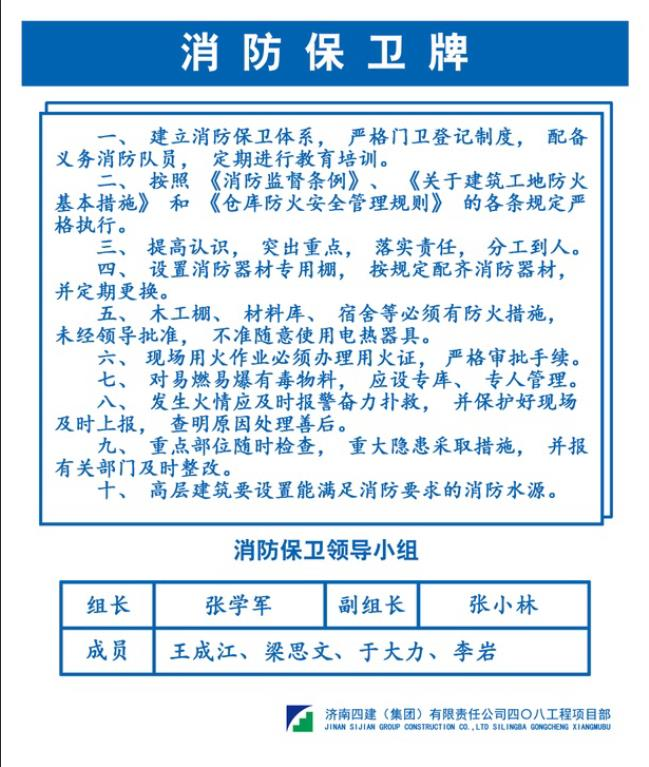 消防保卫牌
一、 建立消防保卫体系， 严格门卫登记制度， 配备
义务消防队员， 定期进行教育培训。
二、 按照 《消防监督条例》、 《关于建筑工地防火
基本措施》 和 《仓库防火安全管理规则》 的各条规定严
格执行。
三、 提高认识， 突出重点， 落实责任， 分工到人。
四、 设置消防器材专用棚， 按规定配齐消防器材，
并定期更换。
五、 木工棚、 材料库、 宿舍等必须有防火措施，
未经领导批准， 不准随意使用电热器具。
六、 现场用火作业必须办理用火证， 严格审批手续。
七、 对易燃易爆有毒物料， 应设专库、 专人管理。
八、 发生火情应及时报警奋力扑救， 并保护好现场
及时上报， 查明原因处理善后。
九、 重点部位随时检查， 重大隐患采取措施， 并报
有关部门及时整改。
十、 高层建筑要设置能满足消防要求的消防水源。
消防保卫领导小组
组长 张学军 副组长 张小林
成员 王成江、梁思文、于大力、李岩
济南四建（集团）有限责任公司四〇八工程项目部
JINAN SIJIAN GROUP CONSTRUCTION CO.,LTD SILINGBA GONGCHENG XIANGMUBU